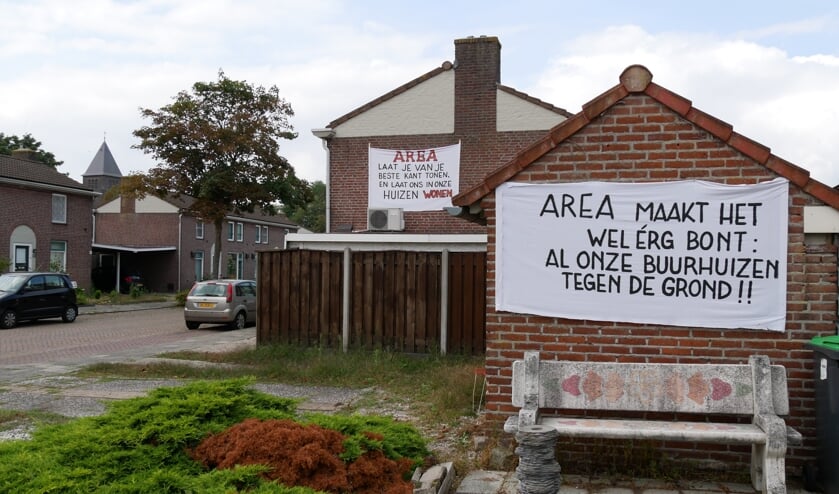 AREA
LAAT JE VAN JE
BESTE KANT TONEN,
EN LAAT ONS IN ONZE
HUIZEN WONEN
AREA MAAKT HET
WEL ÉRG BONT:
AL ONZE BUURHUIZEN
TEGEN DE GROND!!